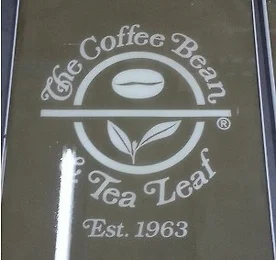 The Coffee Bean
®
& Tea Leaf
Est. 1963